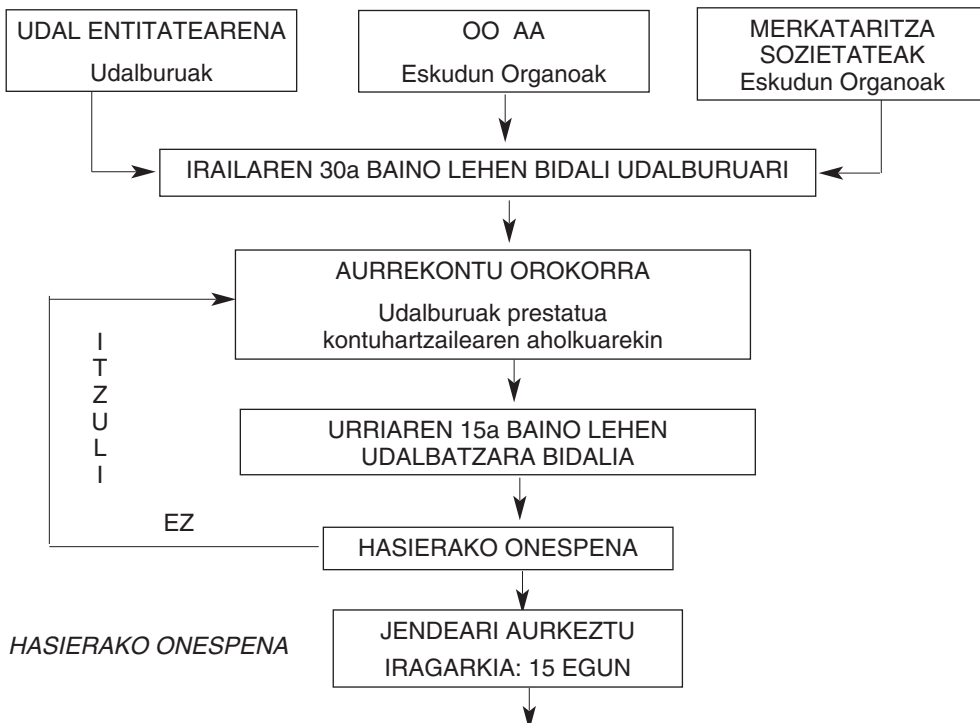 UDAL ENTITATEARENA
Udalburuak
OO AA
Eskudun Organoak
MERKATARITZA
SOZIETATEAK
Eskudun Organoak
IRAILAREN 30a BAINO LEHEN BIDALI UDALBURUARI
AURREKONTU OROKORRA
Udalburuak prestatua
kontuhartzailearen aholkuarekin
I
T
Z
U
L
I
URRIAREN 15a BAINO LEHEN
UDALBATZARA BIDALIA
EZ
HASIERAKO ONESPENA
HASIERAKO ONESPENA
JENDEARI AURKEZTU
IRAGARKIA: 15 EGUN